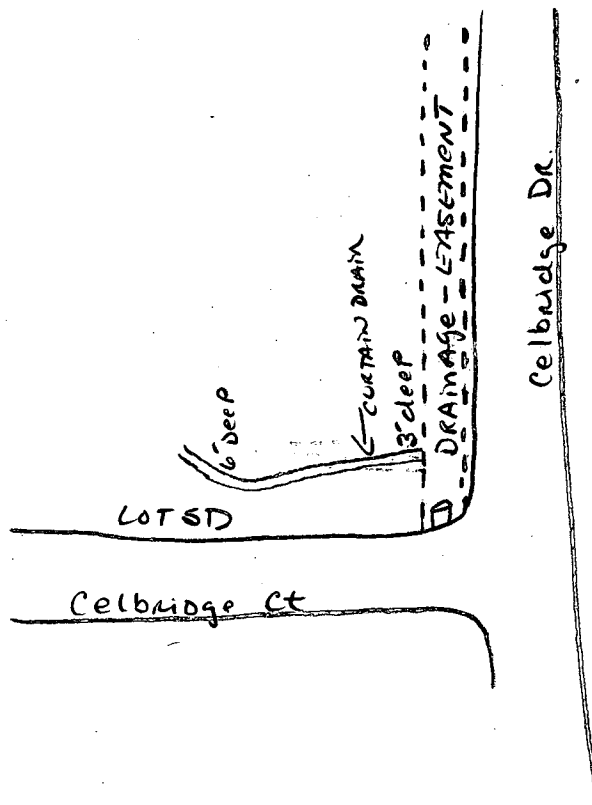 Celbridge DR.
DRAINAGE - EASEMENT
CURTAIN DRAIN
3' deep
6' Deep
LOT 5D
Celbridge Ct